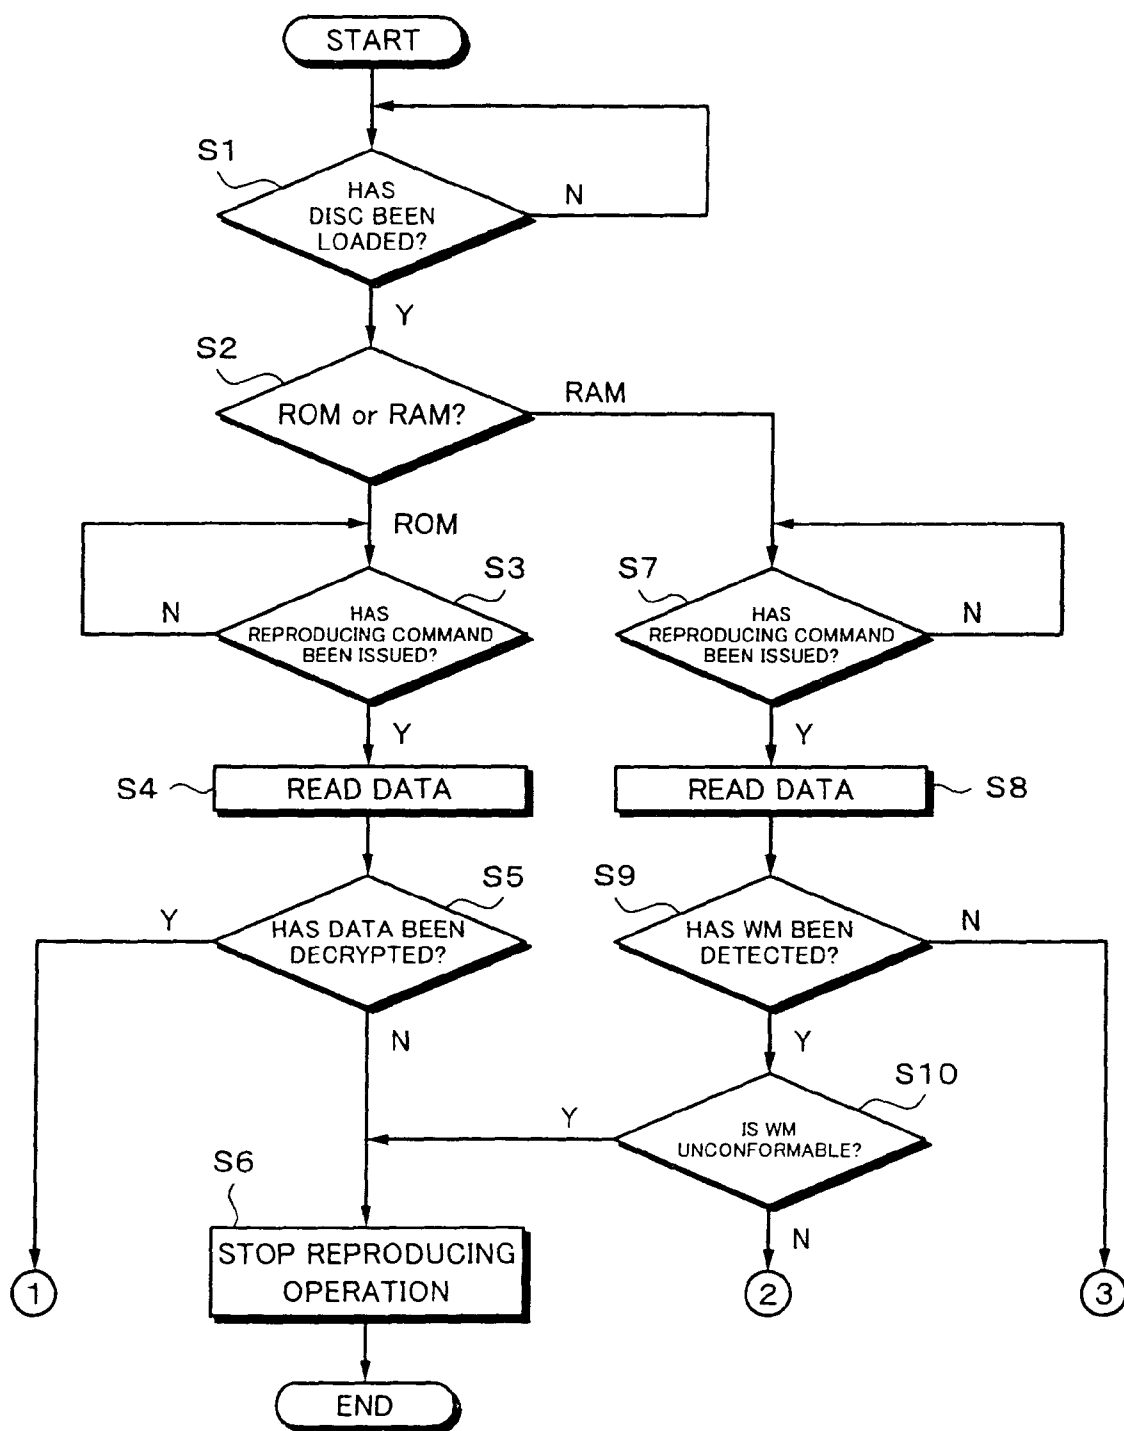 START
S1
HAS
DISC BEEN
LOADED?
N
Y
S2
ROM or RAM?
RAM
ROM
S3
HAS
REPRODUCING COMMAND
BEEN ISSUED?
N
S7
HAS
REPRODUCING COMMAND
BEEN ISSUED?
N
Y
Y
S4
READ DATA
READ DATA
S8
S5
HAS DATA BEEN
DECRYPTED?
Y
N
S9
HAS WM BEEN
DETECTED?
N
Y
S10
IS WM
UNCONFORMABLE?
Y
N
S6
STOP REPRODUCING
OPERATION
1
2
3
END